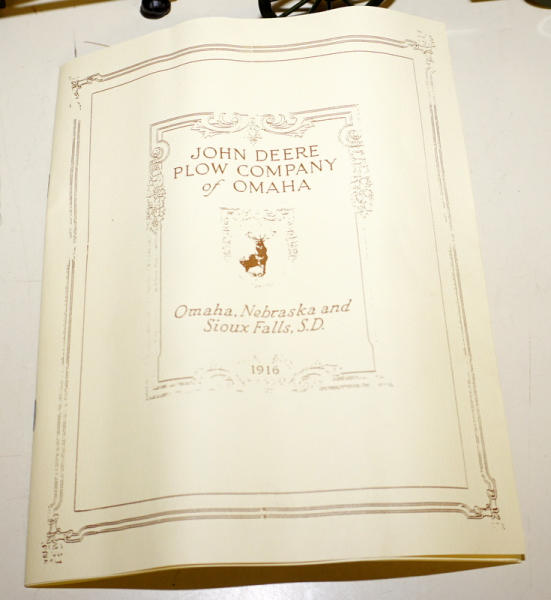 JOHN DEERE
PLOW COMPANY
of OMAHA
Omaha, Nebraska and
Sioux Falls, S.D.
1916